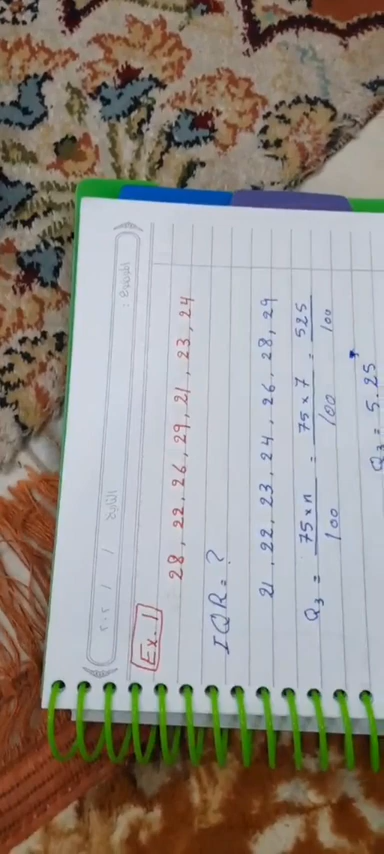 Ex. 1
28, 22, 26, 29, 21, 23, 24
IQR = ?
21, 22, 23, 24, 26, 28, 29
Q3 = 75×n / 100 = 75×7 / 100 = 525 / 100
Q3 = 5.25